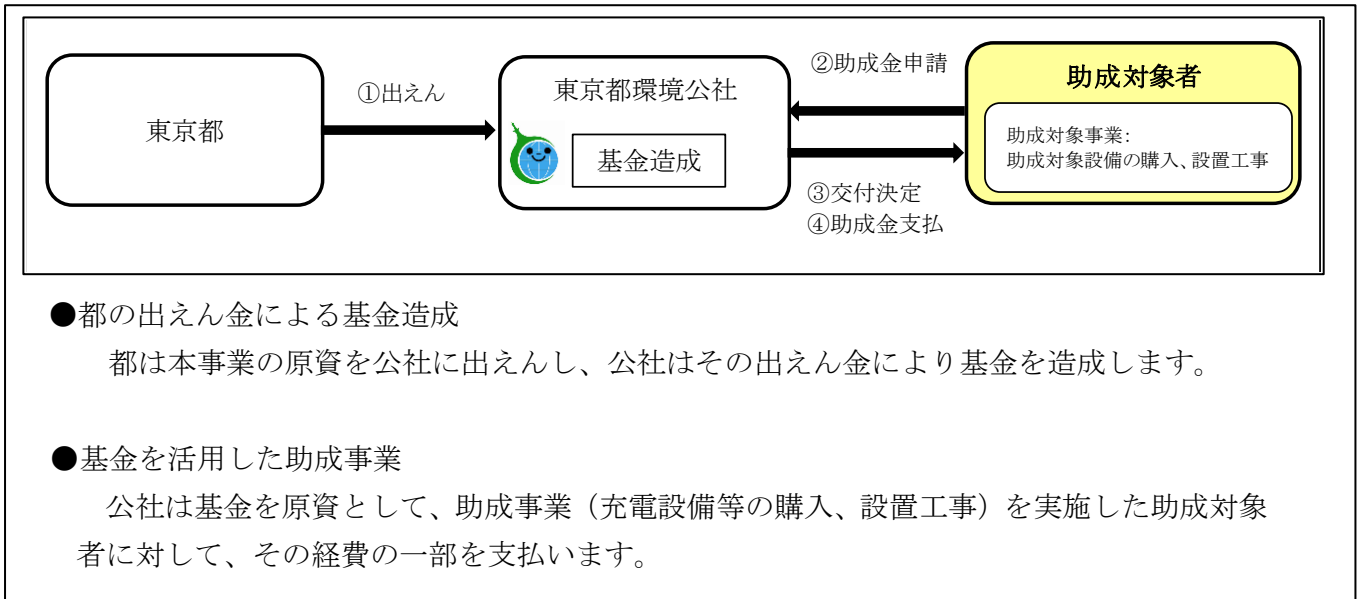 東京都
①出えん
東京都環境公社
基金造成
②助成金申請
③交付決定
④助成金支払
助成対象者
助成対象事業：
助成対象設備の購入、設置工事
●都の出えん金による基金造成
都は本事業の原資を公社に出えんし、公社はその出えん金により基金を造成します。
●基金を活用した助成事業
公社は基金を原資として、助成事業（充電設備等の購入、設置工事）を実施した助成対象
者に対して、その経費の一部を支払います。